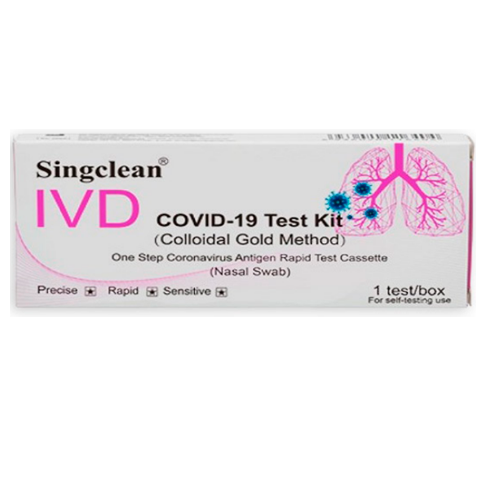 Singclean®
IVD COVID-19 Test Kit
(Colloidal Gold Method)
One Step Coronavirus Antigen Rapid Test Cassette
(Nasal Swab)
Precise Rapid Sensitive
1 test/box
For self-testing use